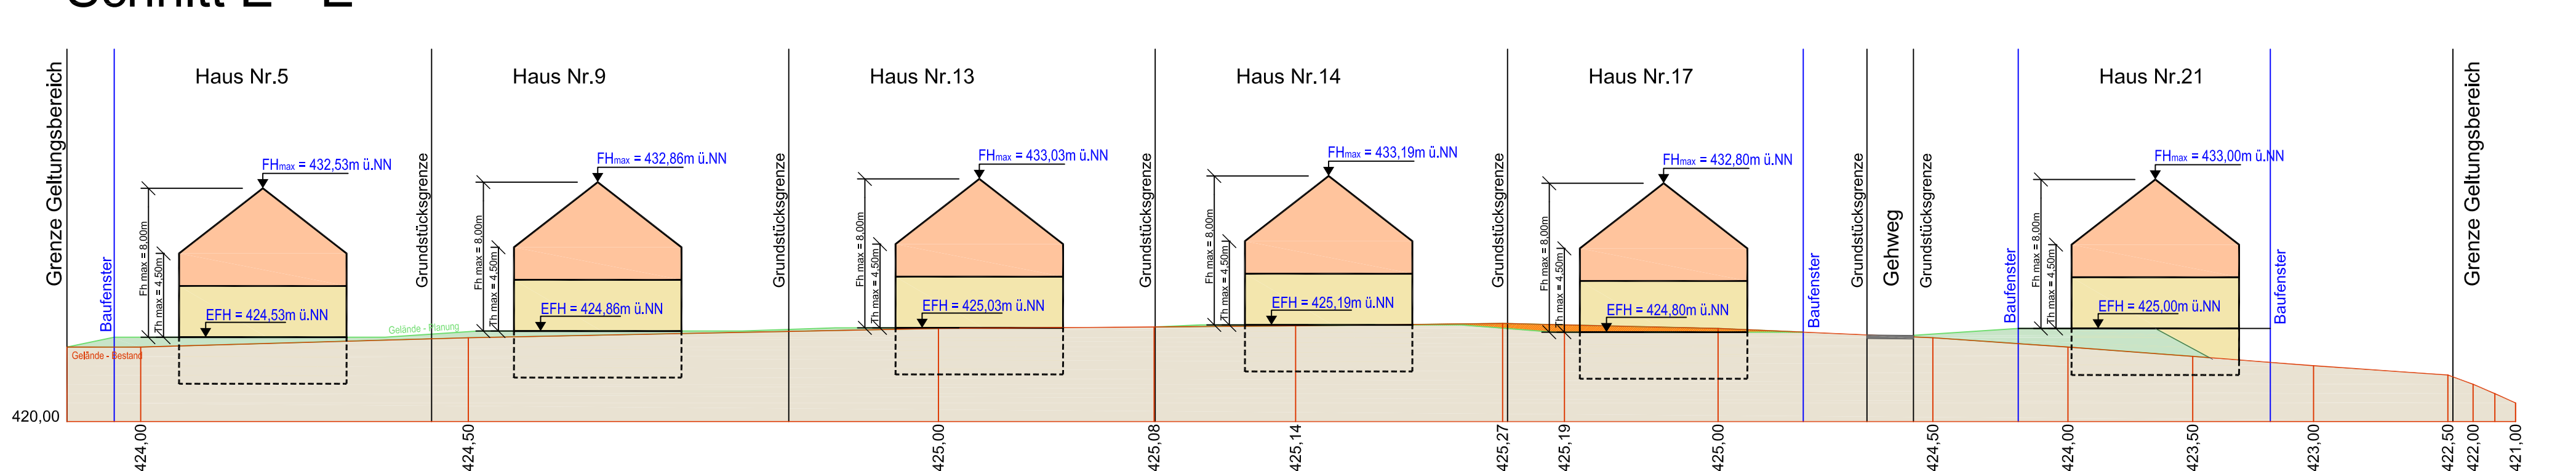 Schnitt E - E
Haus Nr.5
Haus Nr.9
Haus Nr.13
Haus Nr.14
Haus Nr.17
Haus Nr.21
Grenze Geltungsbereich
Baufenster
FHmax = 432,53m ü.NN
Fh max = 8,00m
Th max = 4,50m
EFH = 424,53m ü.NN
Gelände - Bestand
Gelände - Planung
Grundstücksgrenze
FHmax = 432,86m ü.NN
Fh max = 8,00m
Th max = 4,50m
EFH = 424,86m ü.NN
Grundstücksgrenze
FHmax = 433,03m ü.NN
Fh max = 8,00m
Th max = 4,50m
EFH = 425,03m ü.NN
Grundstücksgrenze
FHmax = 433,19m ü.NN
Fh max = 8,00m
Th max = 4,50m
EFH = 425,19m ü.NN
Grundstücksgrenze
FHmax = 432,80m ü.NN
Fh max = 8,00m
Th max = 4,50m
EFH = 424,80m ü.NN
Baufenster
Grundstücksgrenze
Gehweg
Grundstücksgrenze
Baufenster
FHmax = 433,00m ü.NN
Fh max = 8,00m
Th max = 4,50m
EFH = 425,00m ü.NN
Baufenster
Grenze Geltungsbereich
420,00
424,00
424,50
425,00
425,08
425,14
425,27
425,19
425,00
424,50
424,00
423,50
423,00
422,50
422,00
421,00